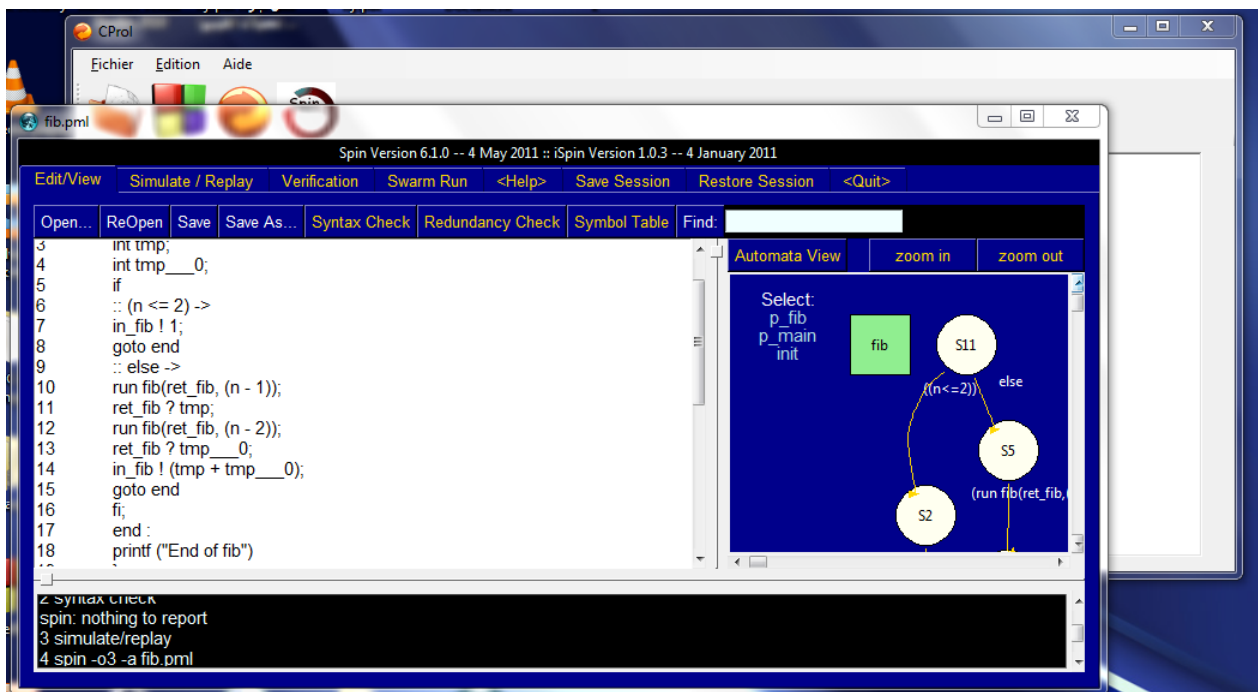 CProl
Fichier Edition Aide
Spin
fib.pml
Spin Version 6.1.0 -- 4 May 2011 :: iSpin Version 1.0.3 -- 4 January 2011
Edit/View Simulate / Replay Verification Swarm Run <Help> Save Session Restore Session <Quit>
Open... ReOpen Save Save As... Syntax Check Redundancy Check Symbol Table Find:
3 int tmp;
4 int tmp___0;
5 if
6 :: (n <= 2) ->
7 in_fib ! 1;
8 goto end
9 :: else ->
10 run fib(ret_fib, (n - 1));
11 ret_fib ? tmp;
12 run fib(ret_fib, (n - 2));
13 ret_fib ? tmp___0;
14 in_fib ! (tmp + tmp___0);
15 goto end
16 fi;
17 end :
18 printf ("End of fib")
Automata View zoom in zoom out
Select:
p_fib
p_main
init
fib
S11
((n<=2))
else
S5
(run fib(ret_fib,
S2
2 syntax check
spin: nothing to report
3 simulate/replay
4 spin -o3 -a fib.pml